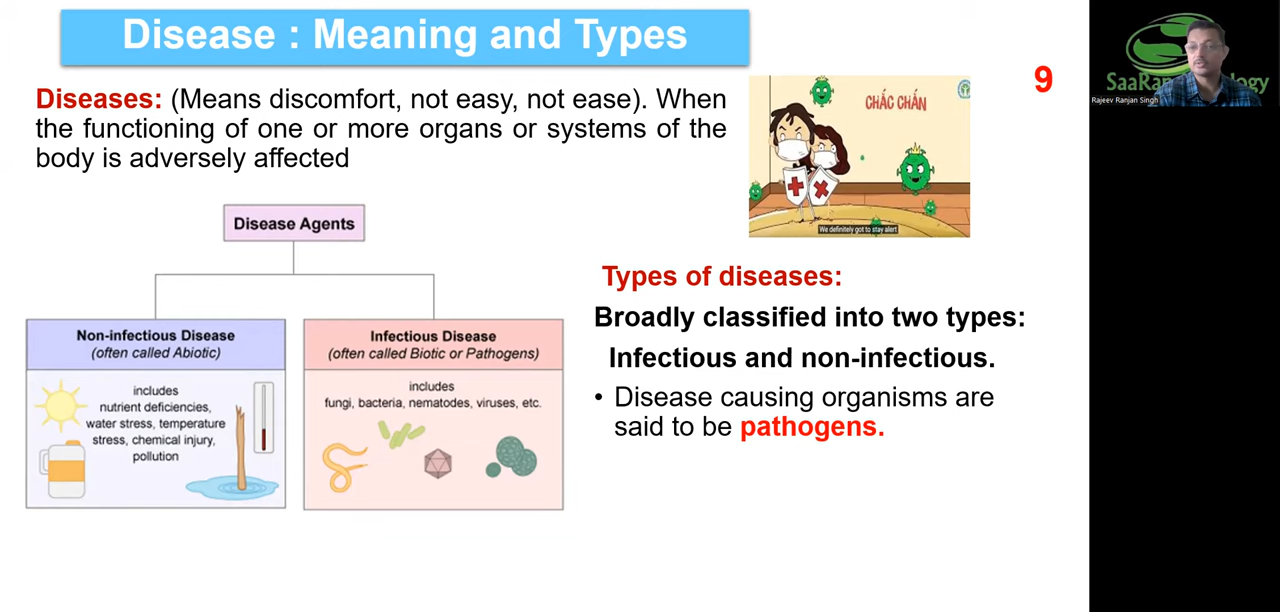 Disease : Meaning and Types
Diseases: (Means discomfort, not easy, not ease). When
the functioning of one or more organs or systems of the
body is adversely affected
CHẮC CHẮN
We definitely got to stay alert
9
Rajeev Ranjan Singh
Disease Agents
Non-infectious Disease
(often called Abiotic)
includes
nutrient deficiencies,
water stress, temperature
stress, chemical injury,
pollution
Infectious Disease
(often called Biotic or Pathogens)
includes
fungi, bacteria, nematodes, viruses, etc.
Types of diseases:
Broadly classified into two types:
Infectious and non-infectious.
• Disease causing organisms are
said to be pathogens.